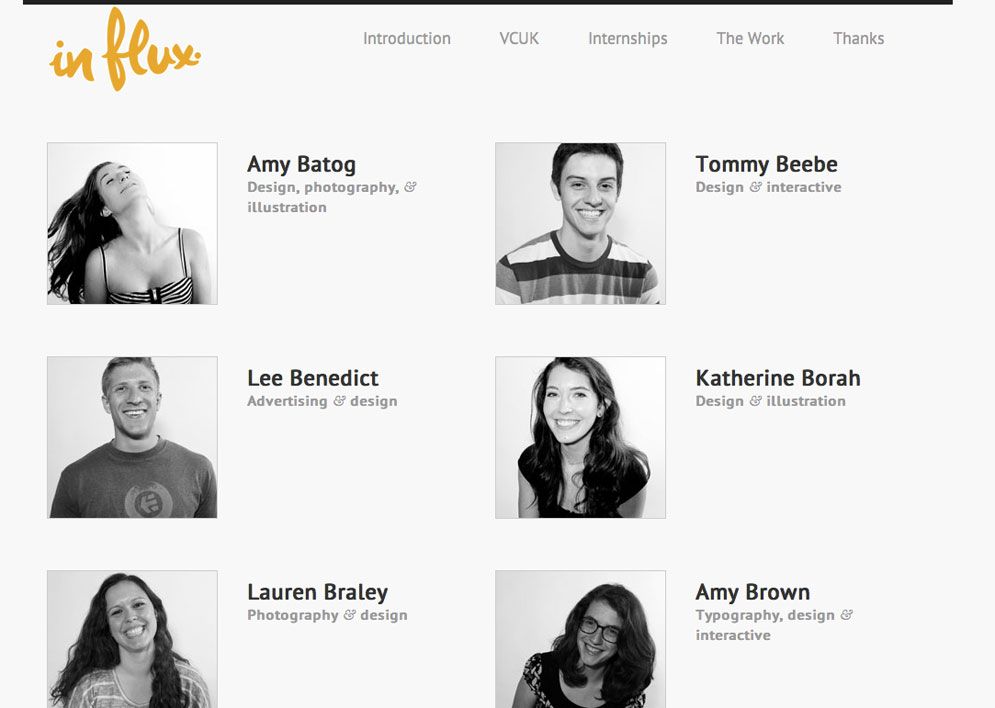 in flux.
Introduction VCUK Internships The Work Thanks
Amy Batog
Design, photography, &
illustration
Tommy Beebe
Design & interactive
Lee Benedict
Advertising & design
Katherine Borah
Design & illustration
Lauren Braley
Photography & design
Amy Brown
Typography, design &
interactive